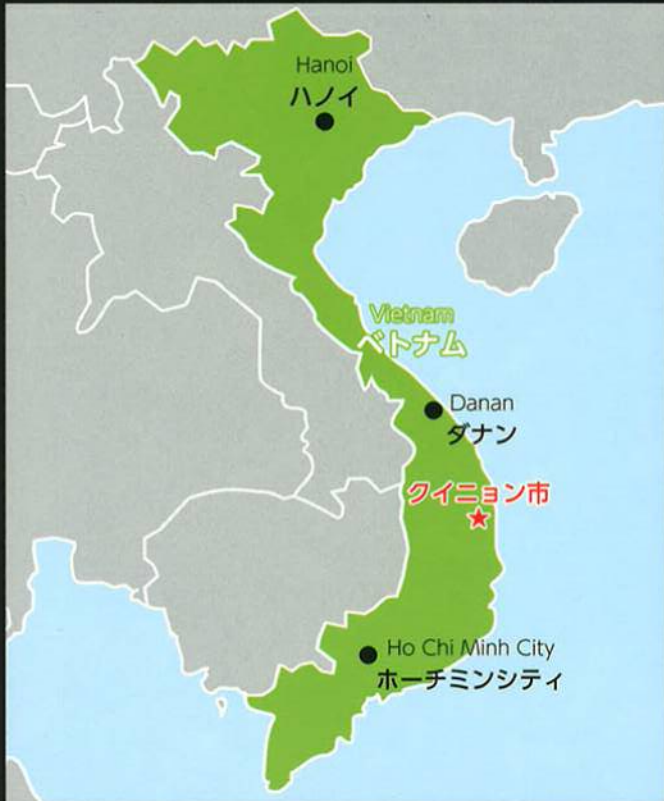 Hanoi
ハノイ
Vietnam
ベトナム
Danan
ダナン
クイニョン市
Ho Chi Minh City
ホーチミンシティ